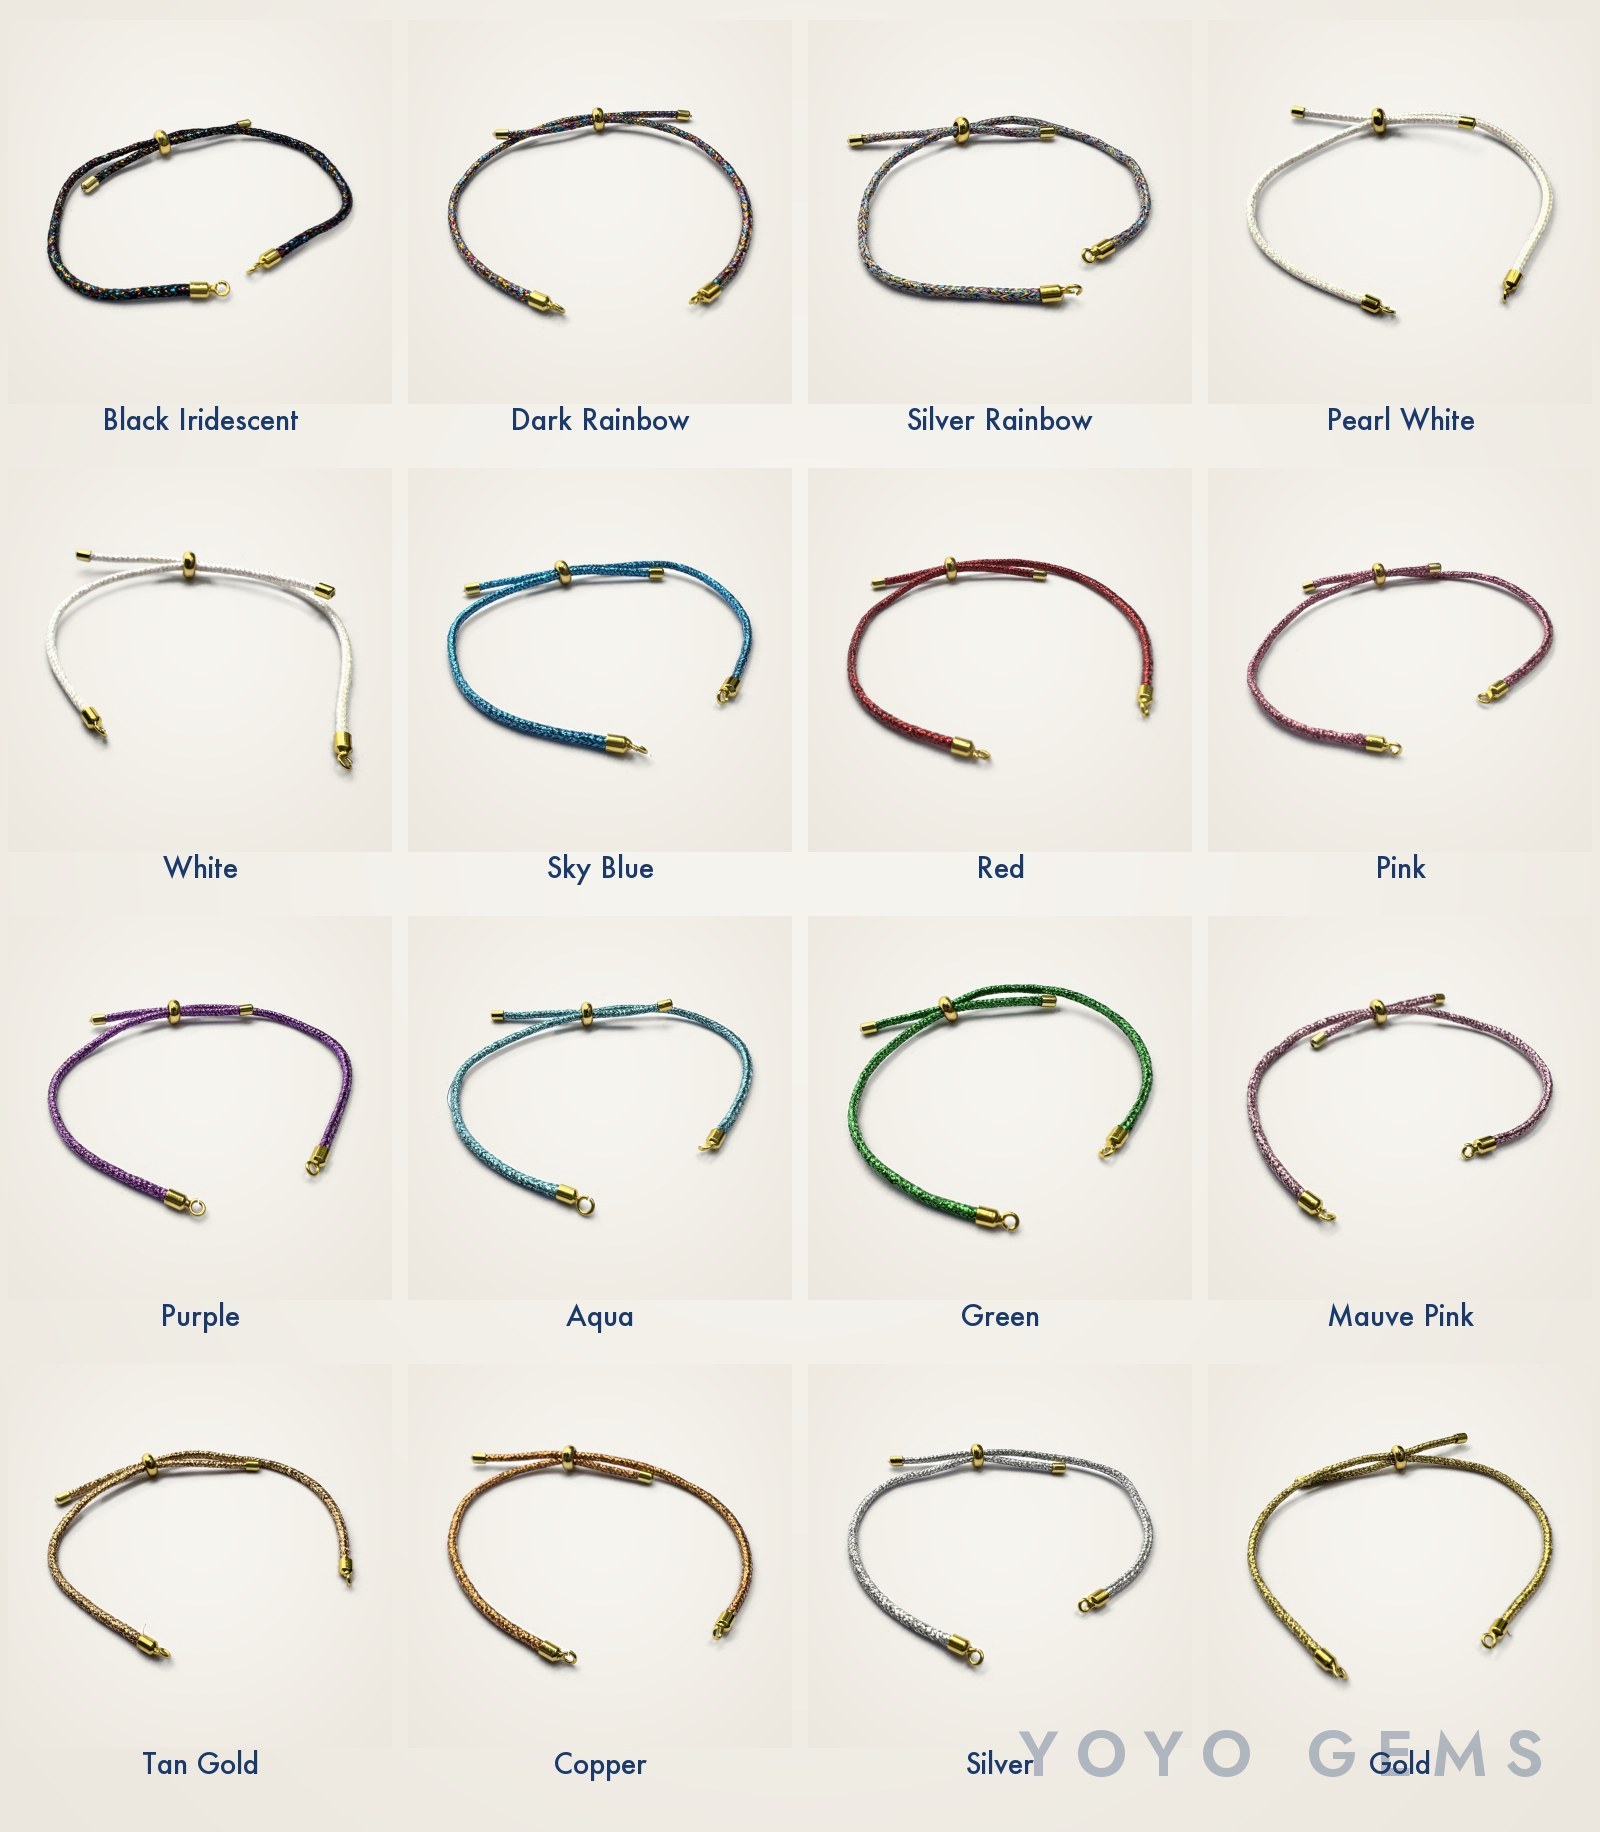 Black Iridescent
Dark Rainbow
Silver Rainbow
Pearl White
White
Sky Blue
Red
Pink
Purple
Aqua
Green
Mauve Pink
Tan Gold
Copper
Silver
Gold
YOYO GEMS